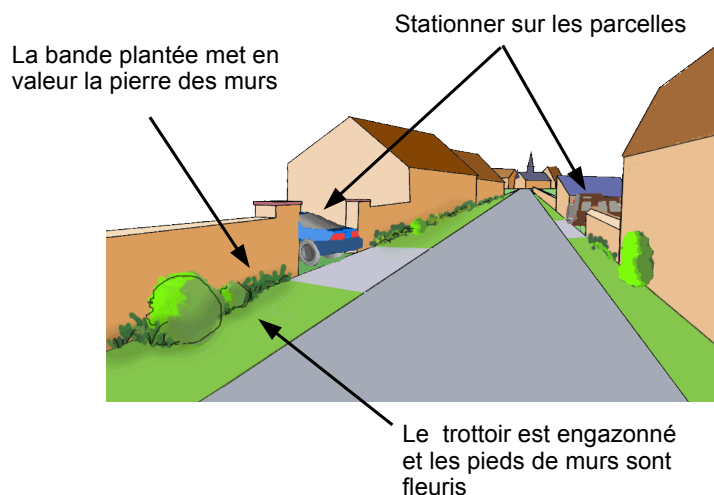 Stationner sur les parcelles
La bande plantée met en
valeur la pierre des murs
Le trottoir est engazonné
et les pieds de murs sont
fleuris